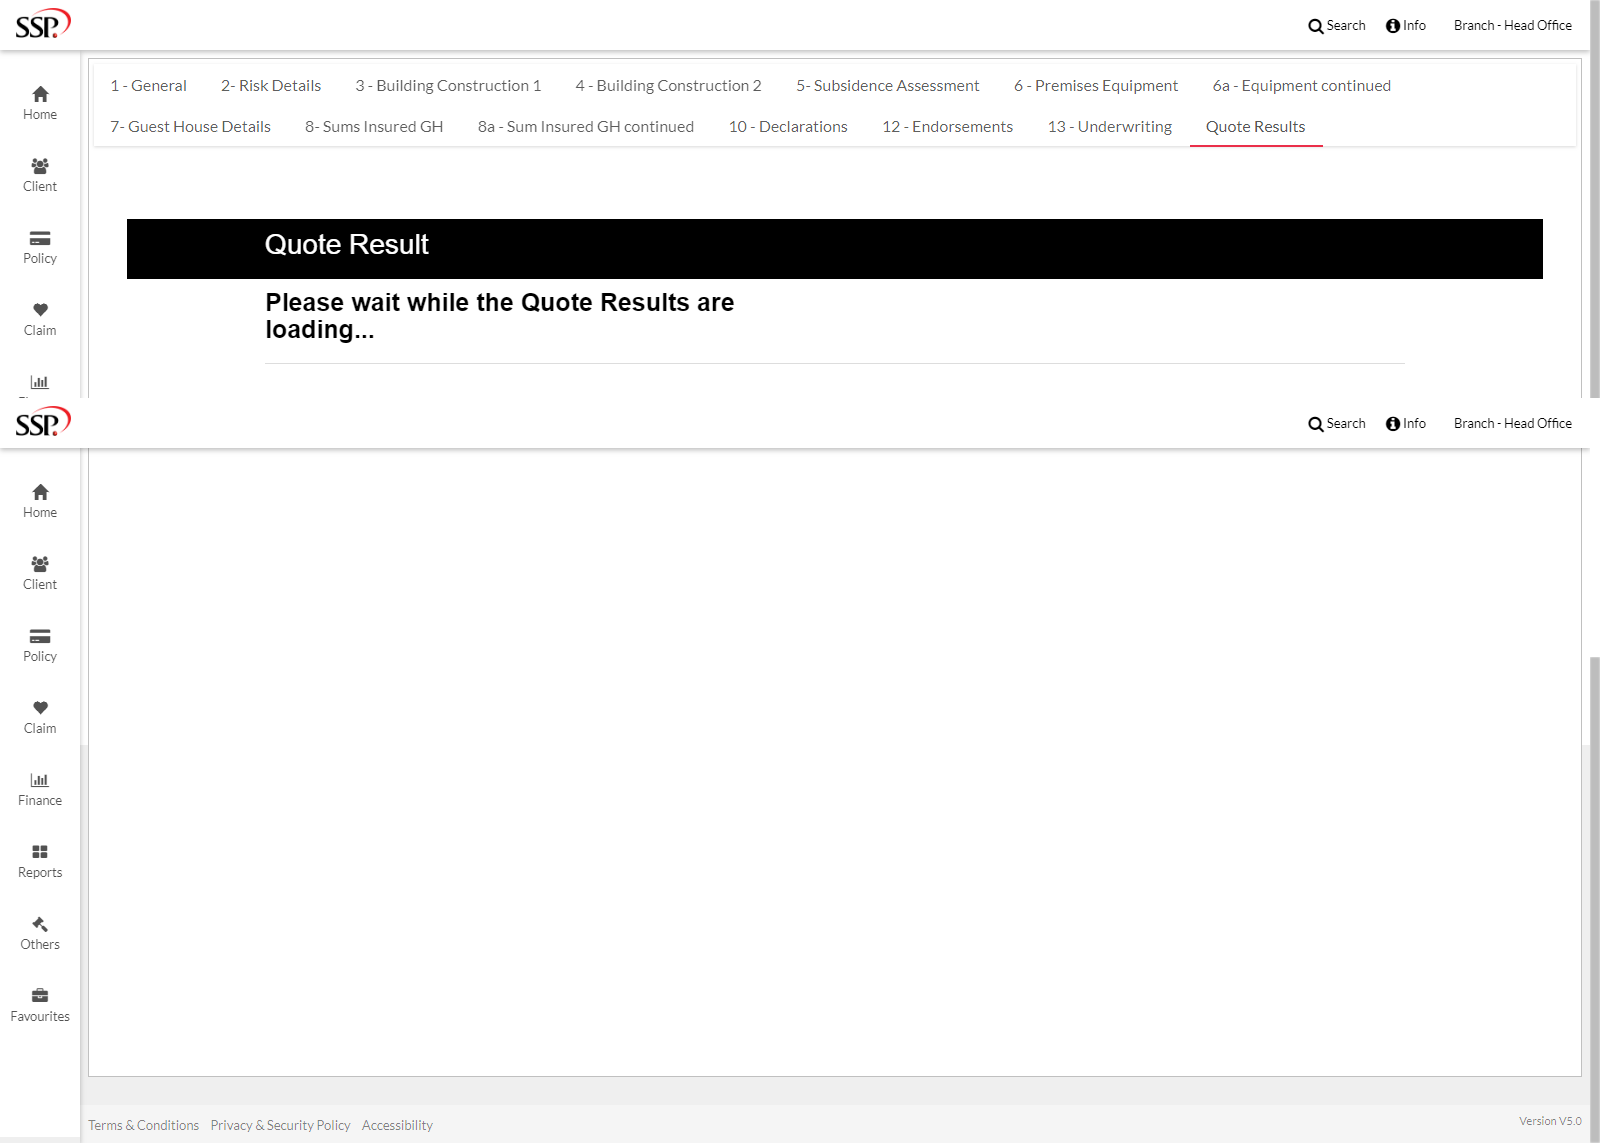 SSP.
Search Info Branch - Head Office
Home
Client
Policy
Claim
1 - General 2- Risk Details 3 - Building Construction 1 4 - Building Construction 2 5- Subsidence Assessment 6 - Premises Equipment 6a - Equipment continued
7- Guest House Details 8- Sums Insured GH 8a - Sum Insured GH continued 10 - Declarations 12 - Endorsements 13 - Underwriting Quote Results
Quote Result
Please wait while the Quote Results are
loading...
SSP.
Search Info Branch - Head Office
Home
Client
Policy
Claim
Finance
Reports
Others
Favourites
Terms & Conditions Privacy & Security Policy Accessibility
Version V5.0